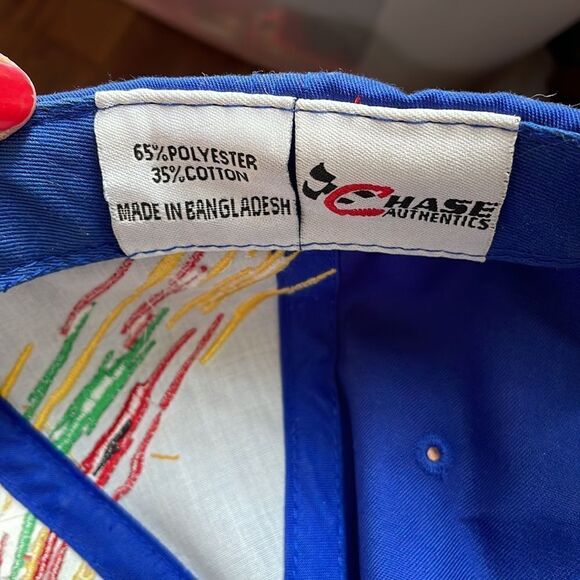 65%POLYESTER
35%COTTON
MADE IN BANGLADESH
CHASE
AUTHENTICS